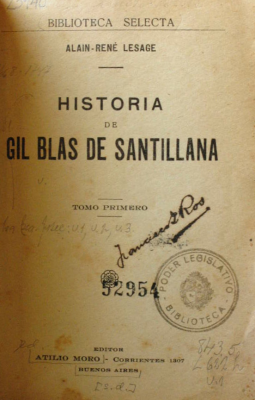 BIBLIOTECA SELECTA
ALAIN-RENÉ LESAGE
HISTORIA
DE
GIL BLAS DE SANTILLANA
TOMO PRIMERO
52954
PODER LEGISLATIVO
BIBLIOTECA
EDITOR
ATILIO MORO - CORRIENTES 1307
BUENOS AIRES